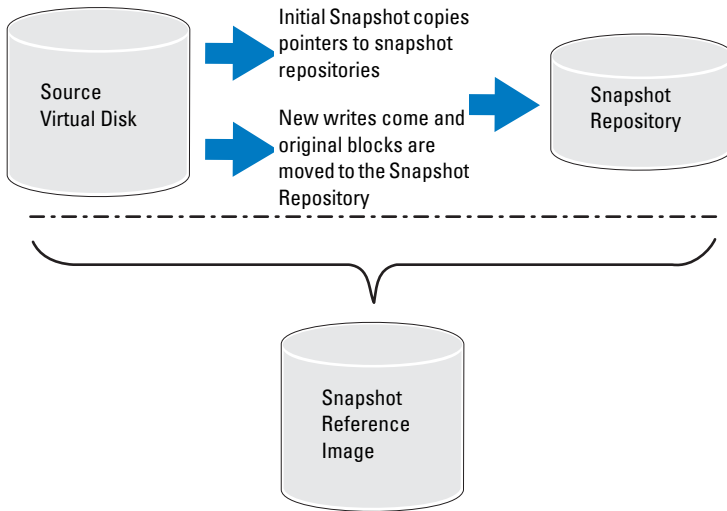 Initial Snapshot copies
pointers to snapshot
repositories
Source
Virtual Disk
New writes come and
original blocks are
moved to the Snapshot
Repository
Snapshot
Repository
Snapshot
Reference
Image